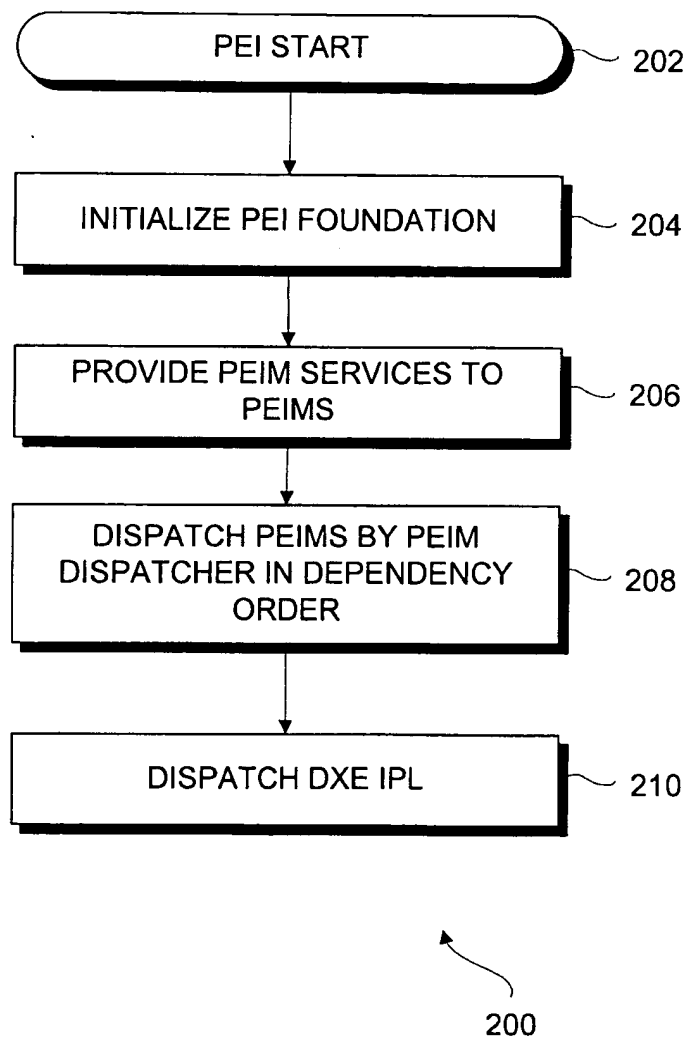 PEI START
202
INITIALIZE PEI FOUNDATION
204
PROVIDE PEIM SERVICES TO
PEIMS
206
DISPATCH PEIMS BY PEIM
DISPATCHER IN DEPENDENCY
ORDER
208
DISPATCH DXE IPL
210
200